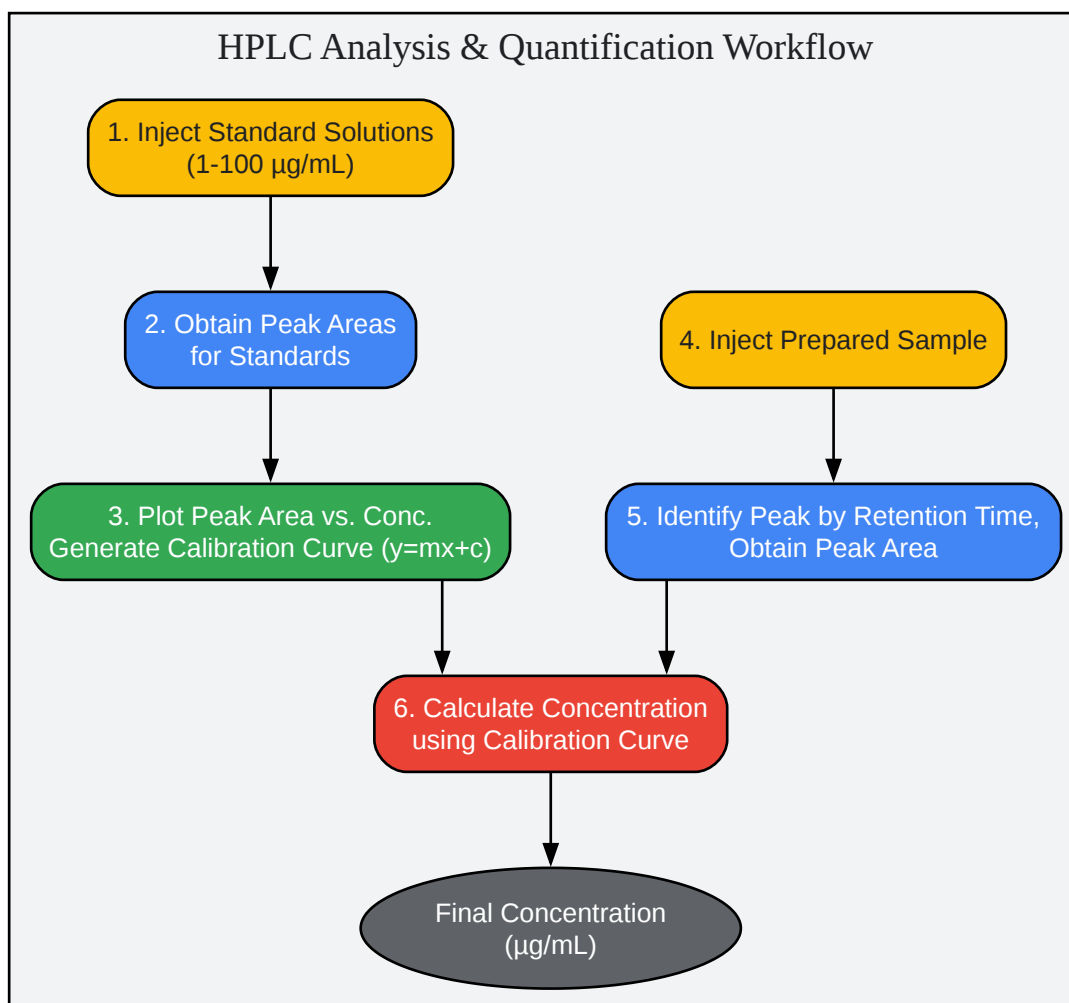 HPLC Analysis & Quantification Workflow
1. Inject Standard Solutions
(1-100 µg/mL)
2. Obtain Peak Areas
for Standards
3. Plot Peak Area vs. Conc.
Generate Calibration Curve (y=mx+c)
4. Inject Prepared Sample
5. Identify Peak by Retention Time,
Obtain Peak Area
6. Calculate Concentration
using Calibration Curve
Final Concentration
(µg/mL)